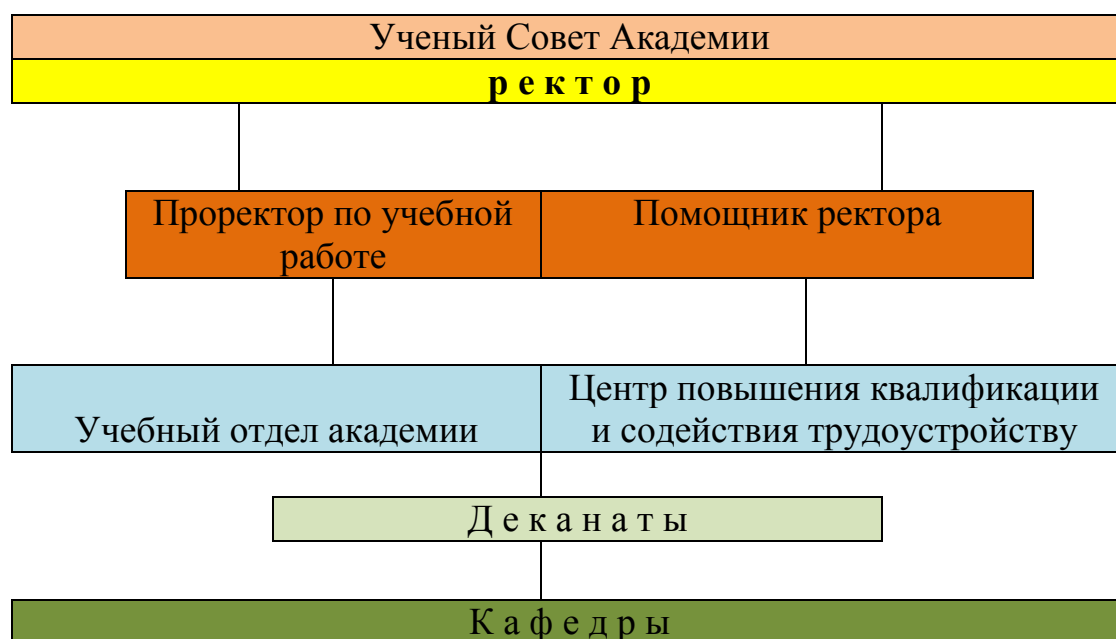 Ученый Совет Академии
р е к т о р
Проректор по учебной
работе
Помощник ректора
Учебный отдел академии
Центр повышения квалификации
и содействия трудоустройству
Д е к а н а т ы
К а ф е д р ы